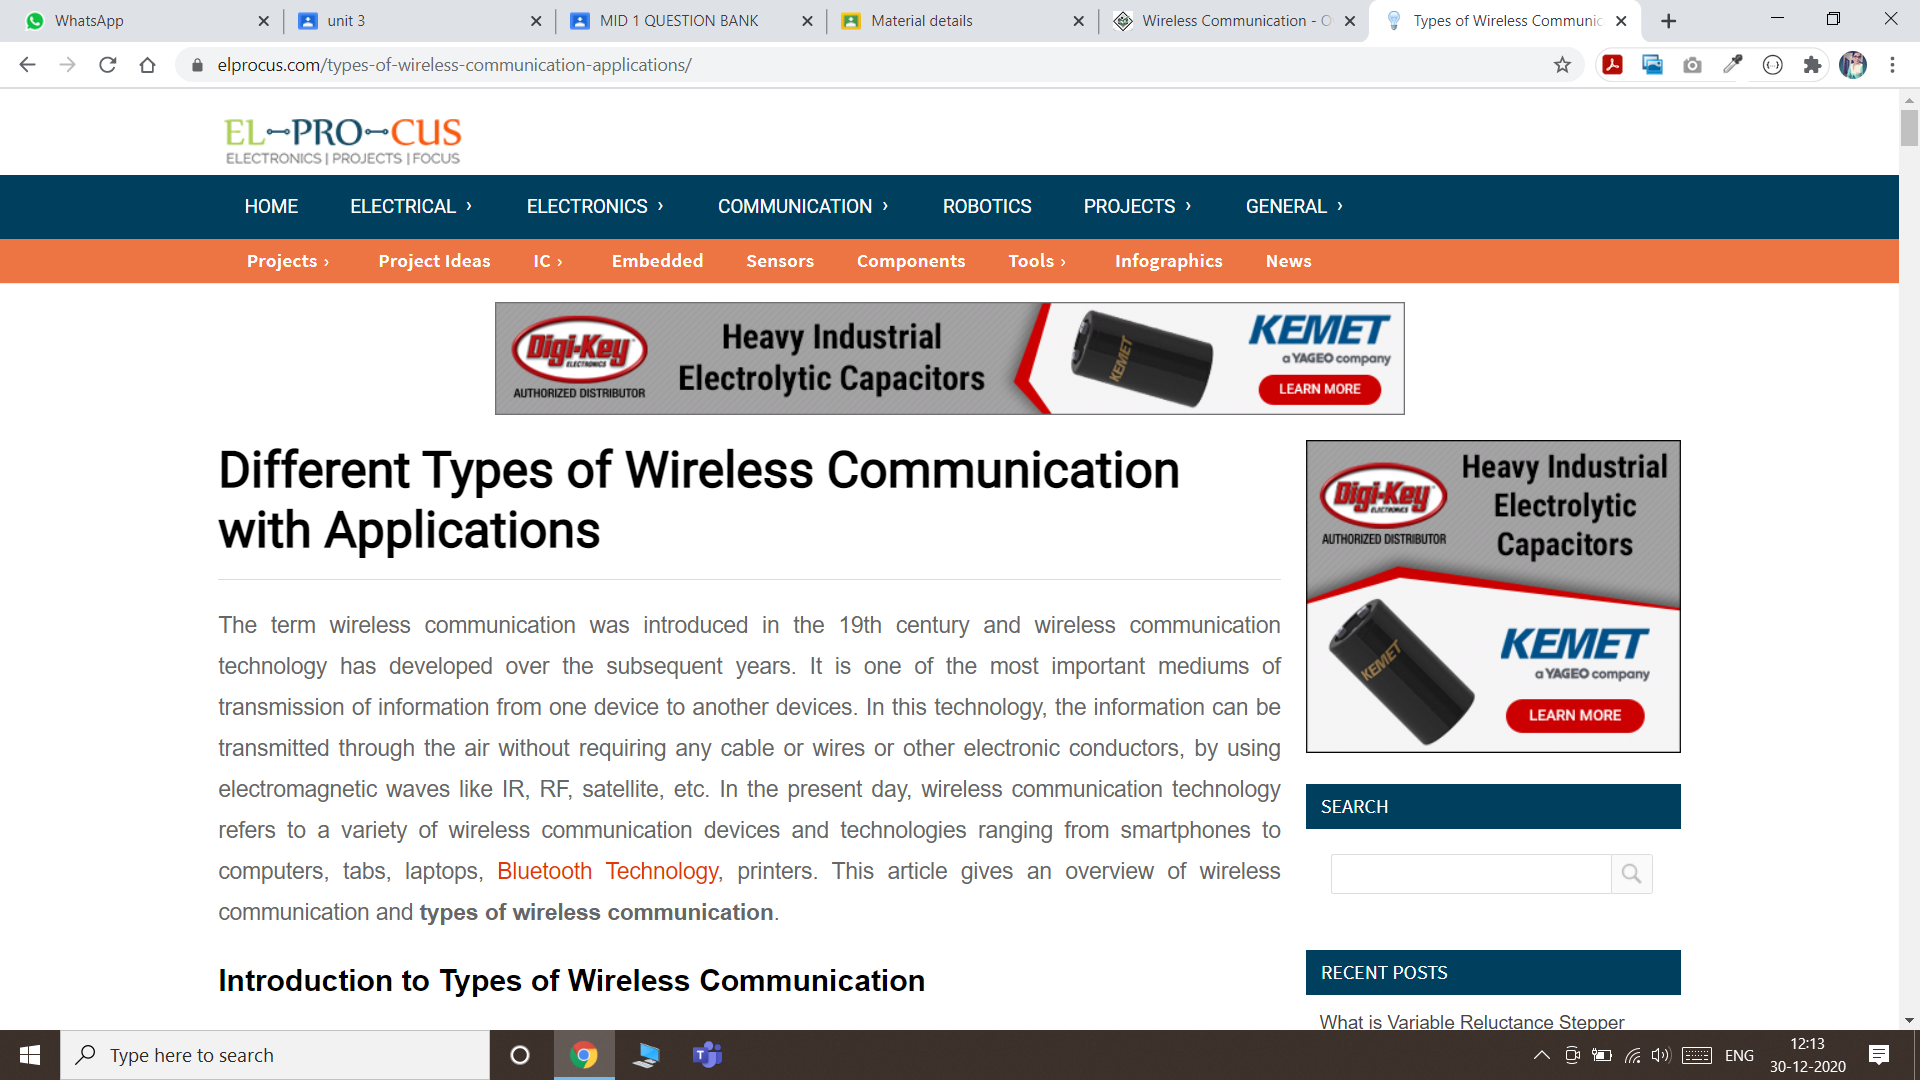 WhatsApp
unit 3
MID 1 QUESTION BANK
Material details
Wireless Communication - O
Types of Wireless Communic
elprocus.com/types-of-wireless-communication-applications/
EL-PRO-CUS
ELECTRONICS | PROJECTS | FOCUS
HOME ELECTRICAL › ELECTRONICS › COMMUNICATION › ROBOTICS PROJECTS › GENERAL ›
Projects › Project Ideas IC › Embedded Sensors Components Tools › Infographics News
Digi-Key
ELECTRONICS
AUTHORIZED DISTRIBUTOR
Heavy Industrial
Electrolytic Capacitors
KEMET
KEMET
a YAGEO company
LEARN MORE
Different Types of Wireless Communication
with Applications
The term wireless communication was introduced in the 19th century and wireless communication
technology has developed over the subsequent years. It is one of the most important mediums of
transmission of information from one device to another devices. In this technology, the information can be
transmitted through the air without requiring any cable or wires or other electronic conductors, by using
electromagnetic waves like IR, RF, satellite, etc. In the present day, wireless communication technology
refers to a variety of wireless communication devices and technologies ranging from smartphones to
computers, tabs, laptops, Bluetooth Technology, printers. This article gives an overview of wireless
communication and types of wireless communication.
Introduction to Types of Wireless Communication
Digi-Key
ELECTRONICS
AUTHORIZED DISTRIBUTOR
Heavy Industrial
Electrolytic
Capacitors
KEMET
KEMET
a YAGEO company
LEARN MORE
SEARCH
RECENT POSTS
What is Variable Reluctance Stepper
Type here to search
ENG
12:13
30-12-2020